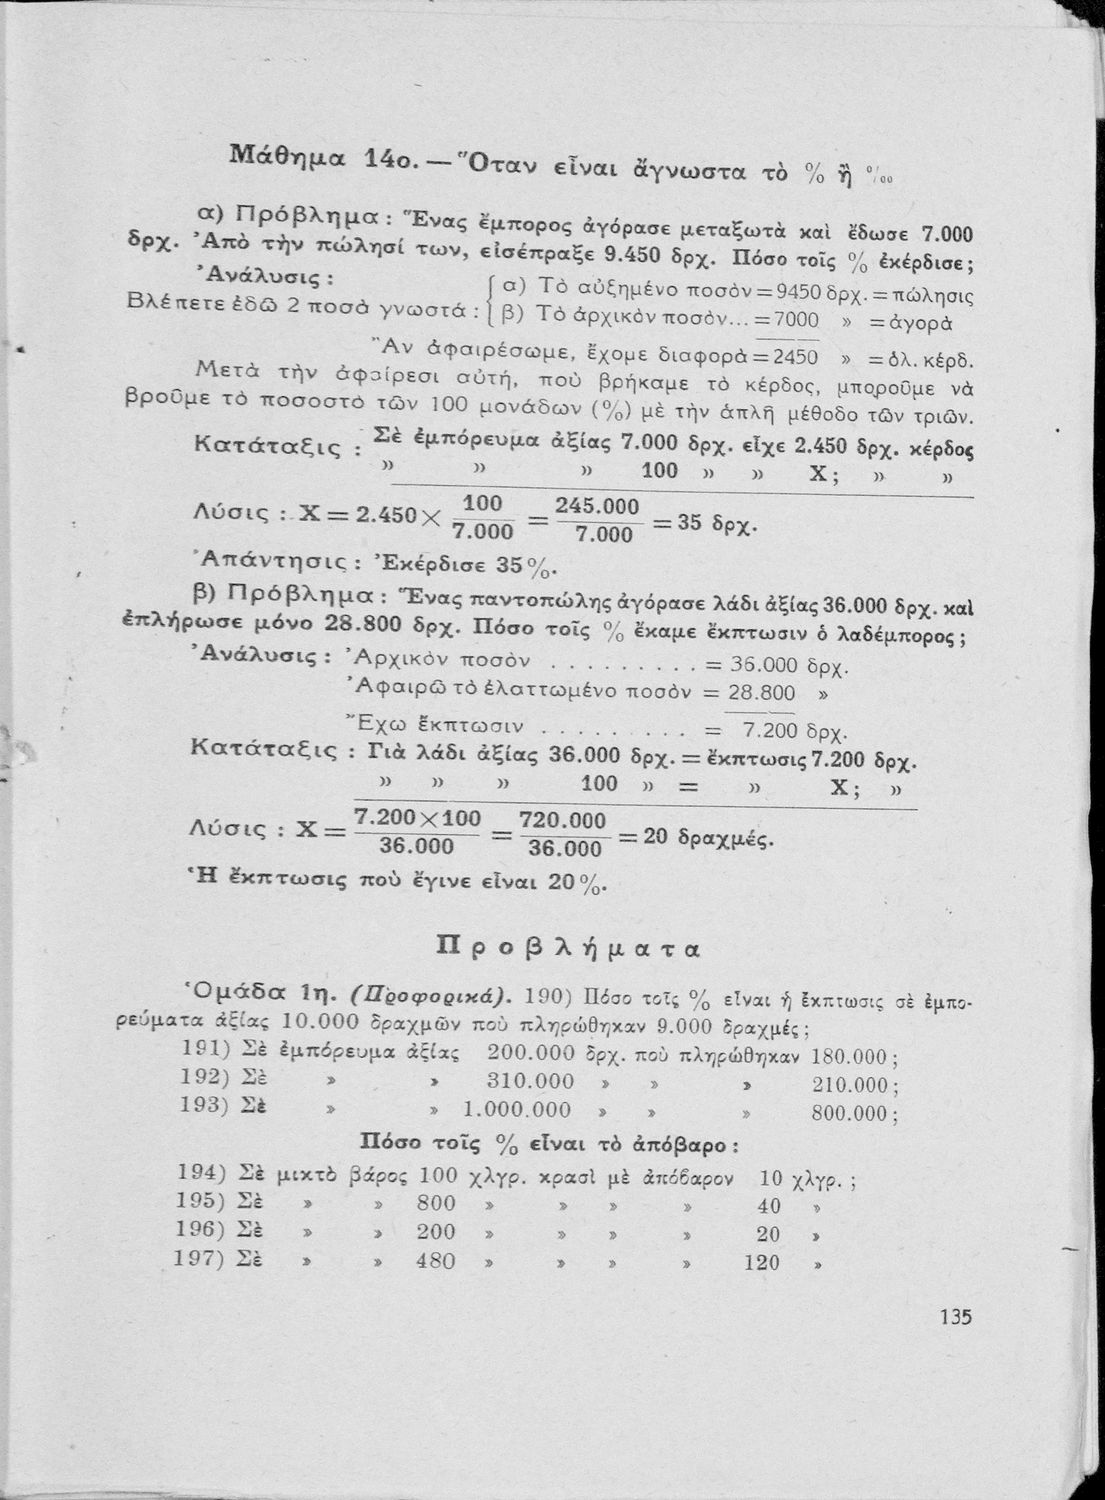 Μάθημα 14ο. — Ὅταν εἶναι ἄγνωστα τὸ % ἢ ‰
α) Πρόβλημα : Ἕνας ἔμπορος ἀγόρασε μεταξωτὰ καὶ ἔδωσε 7.000
δρχ. Ἀπὸ τὴν πώλησί των, εἰσέπραξε 9.450 δρχ. Πόσο τοῖς % ἐκέρδισε ;
Ἀνάλυσις :
Βλέπετε ἐδῶ 2 ποσὰ γνωστά : { α) Τὸ αὐξημένο ποσὸν = 9450 δρχ. = πώλησις
β) Τὸ ἀρχικὸν ποσὸν... = 7000 » = ἀγορὰ
Ἂν ἀφαιρέσωμε, ἔχομε διαφορὰ = 2450 » = ὁλ. κέρδ.
Μετὰ τὴν ἀφαίρεσι αὐτή, ποὺ βρήκαμε τὸ κέρδος, μποροῦμε νὰ
βροῦμε τὸ ποσοστὸ τῶν 100 μονάδων (%) μὲ τὴν ἁπλῆ μέθοδο τῶν τριῶν.
Κατάταξις : Σὲ ἐμπόρευμα ἀξίας 7.000 δρχ. εἶχε 2.450 δρχ. κέρδος
» » » 100 » » Χ ; » »
Λύσις : Χ = 2.450 × 100/7.000 = 245.000/7.000 = 35 δρχ.
Ἀπάντησις : Ἐκέρδισε 35%.
β) Πρόβλημα : Ἕνας παντοπώλης ἀγόρασε λάδι ἀξίας 36.000 δρχ. καὶ
ἐπλήρωσε μόνο 28.800 δρχ. Πόσο τοῖς % ἔκαμε ἔκπτωσιν ὁ λαδέμπορος ;
Ἀνάλυσις : Ἀρχικὸν ποσὸν . . . . . . . . . = 36.000 δρχ.
Ἀφαιρῶ τὸ ἐλαττωμένο ποσὸν = 28.800 »
Ἔχω ἔκπτωσιν . . . . . . . . . = 7.200 δρχ.
Κατάταξις : Γιὰ λάδι ἀξίας 36.000 δρχ. = ἔκπτωσις 7.200 δρχ.
» » » 100 » = » Χ ; »
Λύσις : Χ = 7.200×100/36.000 = 720.000/36.000 = 20 δραχμές.
Ἡ ἔκπτωσις ποὺ ἔγινε εἶναι 20%.
Προβλήματα
Ὁμάδα 1η. (Προφορικά). 190) Πόσο τοῖς % εἶναι ἡ ἔκπτωσις σὲ ἐμπο-
ρεύματα ἀξίας 10.000 δραχμῶν ποὺ πληρώθηκαν 9.000 δραχμές ;
191) Σὲ ἐμπόρευμα ἀξίας 200.000 δρχ. ποὺ πληρώθηκαν 180.000 ;
192) Σὲ » » 310.000 » » » 210.000 ;
193) Σὲ » » 1.000.000 » » » 800.000 ;
Πόσο τοῖς % εἶναι τὸ ἀπόβαρο :
194) Σὲ μικτὸ βάρος 100 χλγρ. κρασὶ μὲ ἀπόβαρον 10 χλγρ. ;
195) Σὲ » » 800 » » » » 40 »
196) Σὲ » » 200 » » » » 20 »
197) Σὲ » » 480 » » » » 120 »
135